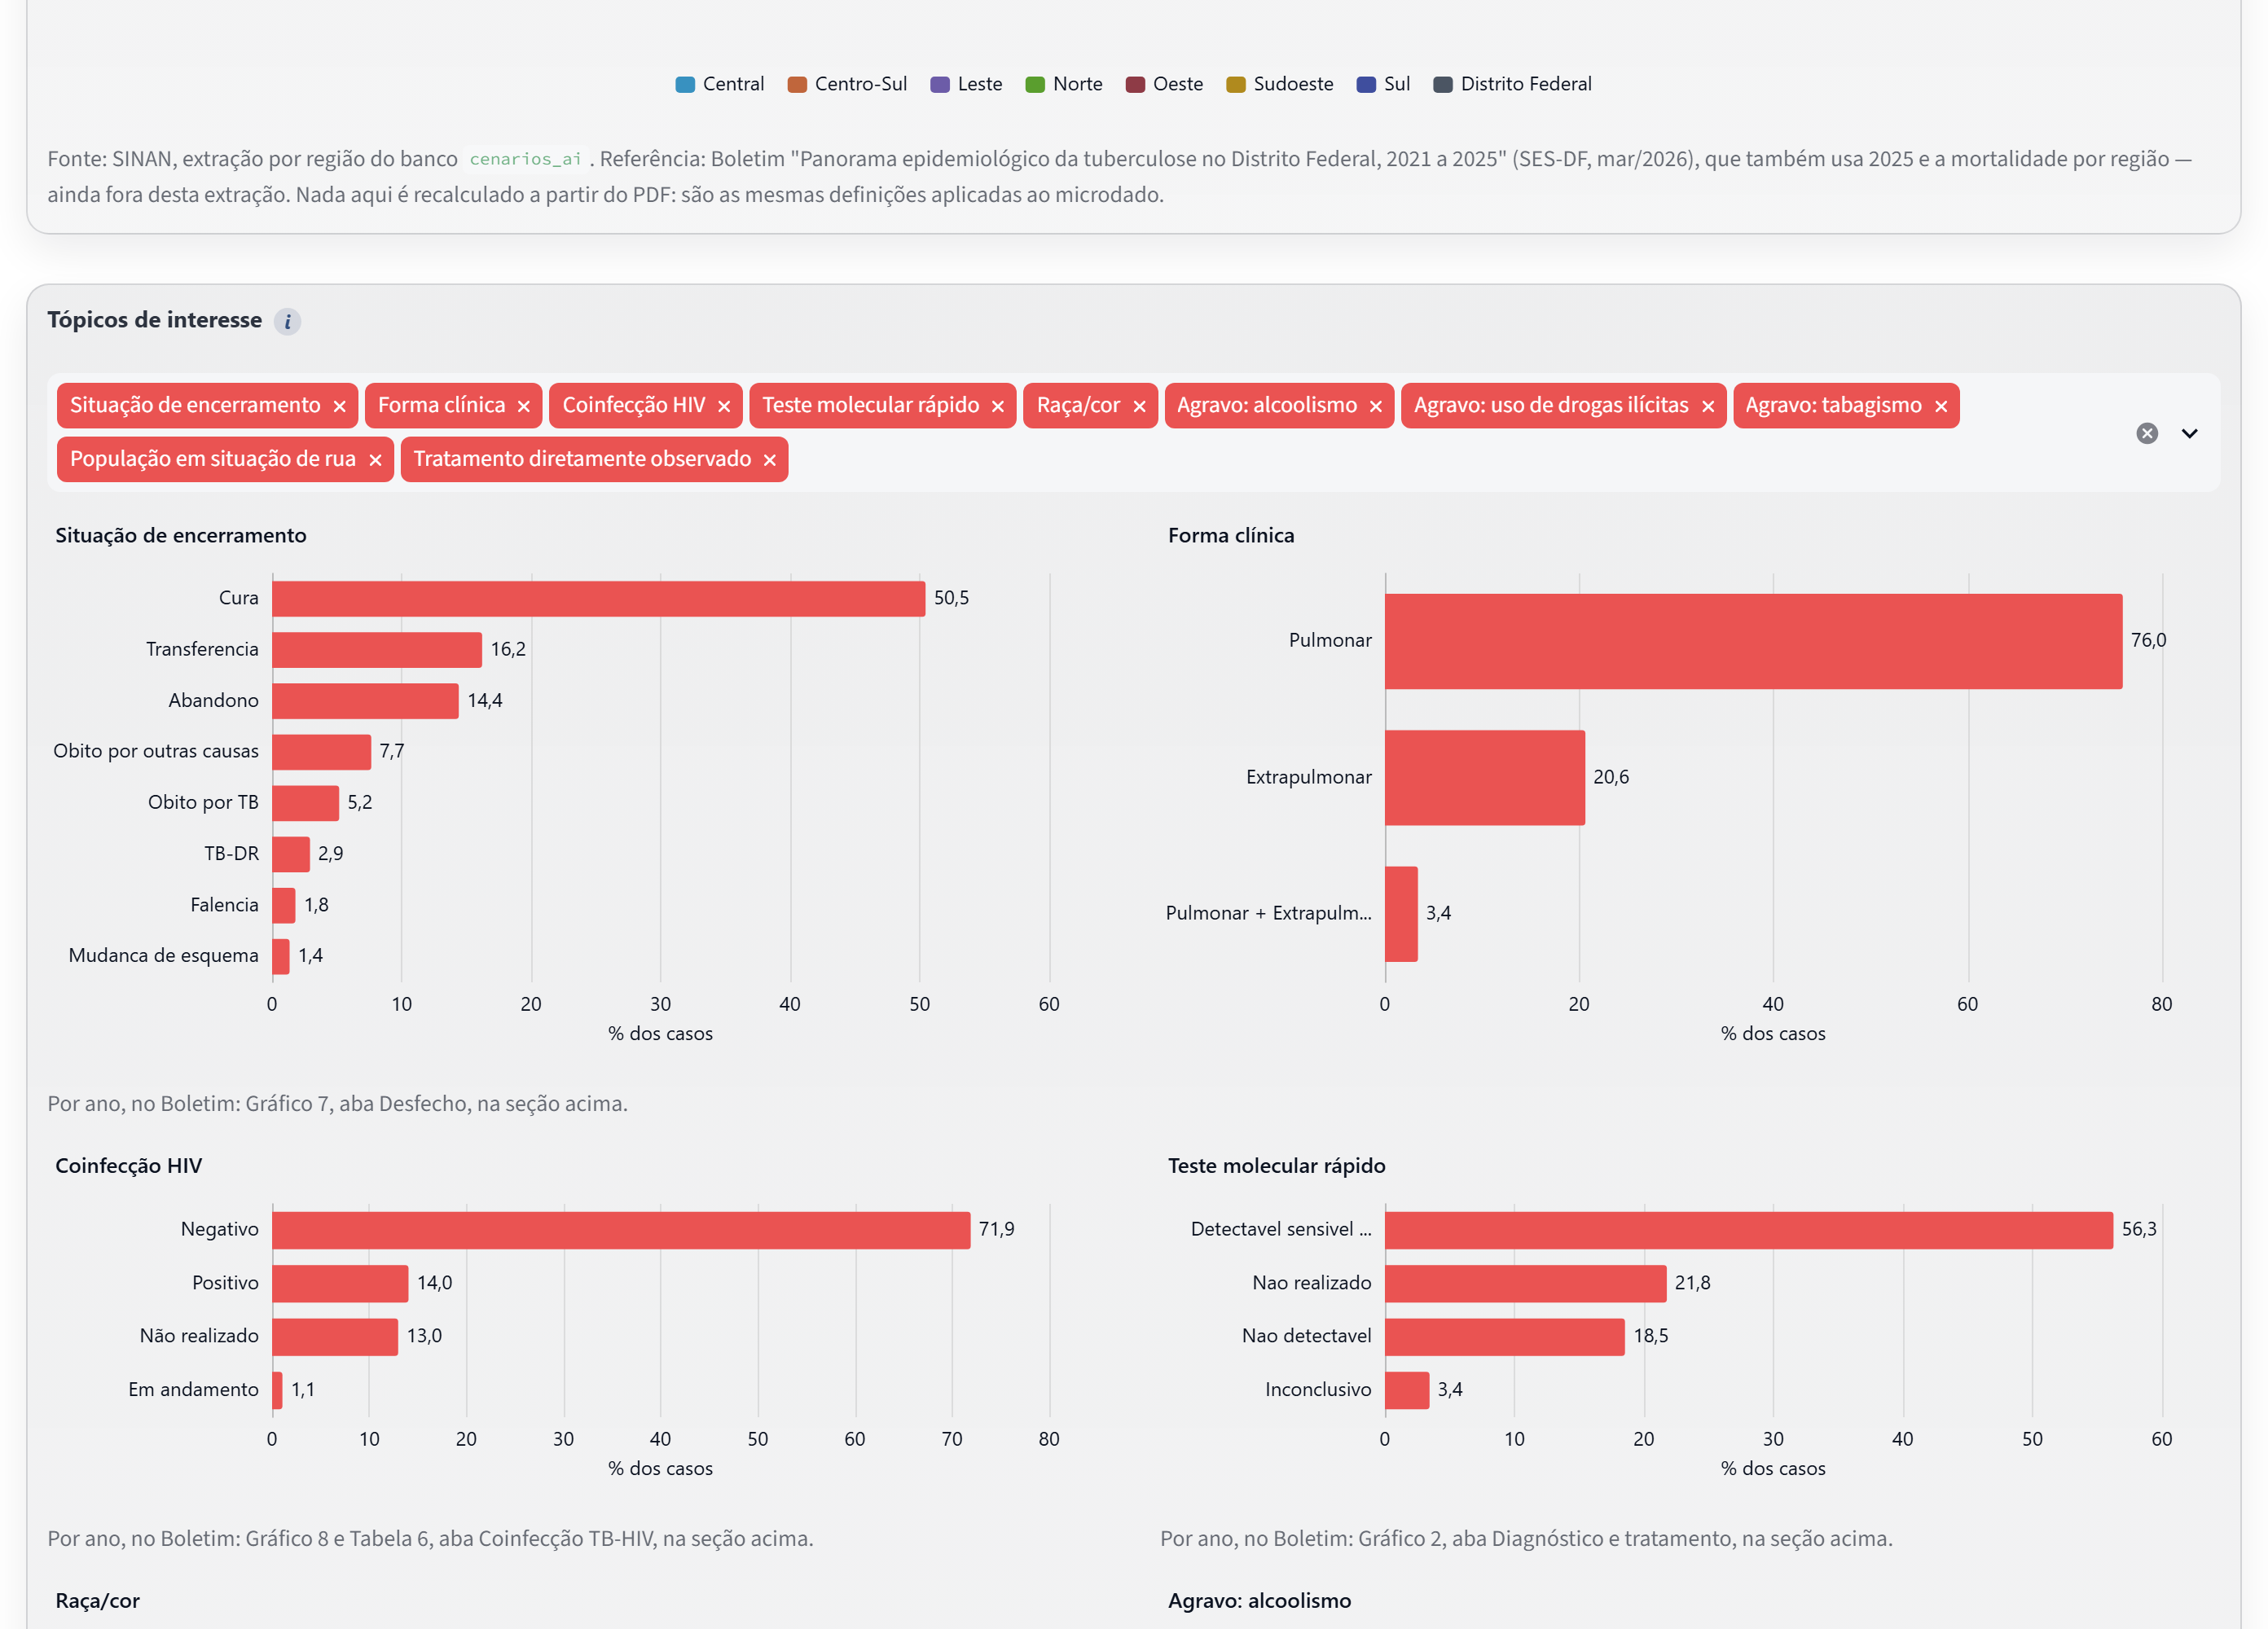 Central Centro-Sul Leste Norte Oeste Sudoeste Sul Distrito Federal
Fonte: SINAN, extração por região do banco cenarios_ai . Referência: Boletim "Panorama epidemiológico da tuberculose no Distrito Federal, 2021 a 2025" (SES-DF, mar/2026), que também usa 2025 e a mortalidade por região —
ainda fora desta extração. Nada aqui é recalculado a partir do PDF: são as mesmas definições aplicadas ao microdado.
Tópicos de interesse i
Situação de encerramento × Forma clínica × Coinfecção HIV × Teste molecular rápido × Raça/cor × Agravo: alcoolismo × Agravo: uso de drogas ilícitas × Agravo: tabagismo ×
População em situação de rua × Tratamento diretamente observado ×
Situação de encerramento
Cura 50,5
Transferencia 16,2
Abandono 14,4
Obito por outras causas 7,7
Obito por TB 5,2
TB-DR 2,9
Falencia 1,8
Mudanca de esquema 1,4
0 10 20 30 40 50 60
% dos casos
Por ano, no Boletim: Gráfico 7, aba Desfecho, na seção acima.
Forma clínica
Pulmonar 76,0
Extrapulmonar 20,6
Pulmonar + Extrapulm... 3,4
0 20 40 60 80
% dos casos
Coinfecção HIV
Negativo 71,9
Positivo 14,0
Não realizado 13,0
Em andamento 1,1
0 10 20 30 40 50 60 70 80
% dos casos
Por ano, no Boletim: Gráfico 8 e Tabela 6, aba Coinfecção TB-HIV, na seção acima.
Teste molecular rápido
Detectavel sensivel ... 56,3
Nao realizado 21,8
Nao detectavel 18,5
Inconclusivo 3,4
0 10 20 30 40 50 60
% dos casos
Por ano, no Boletim: Gráfico 2, aba Diagnóstico e tratamento, na seção acima.
Raça/cor
Agravo: alcoolismo